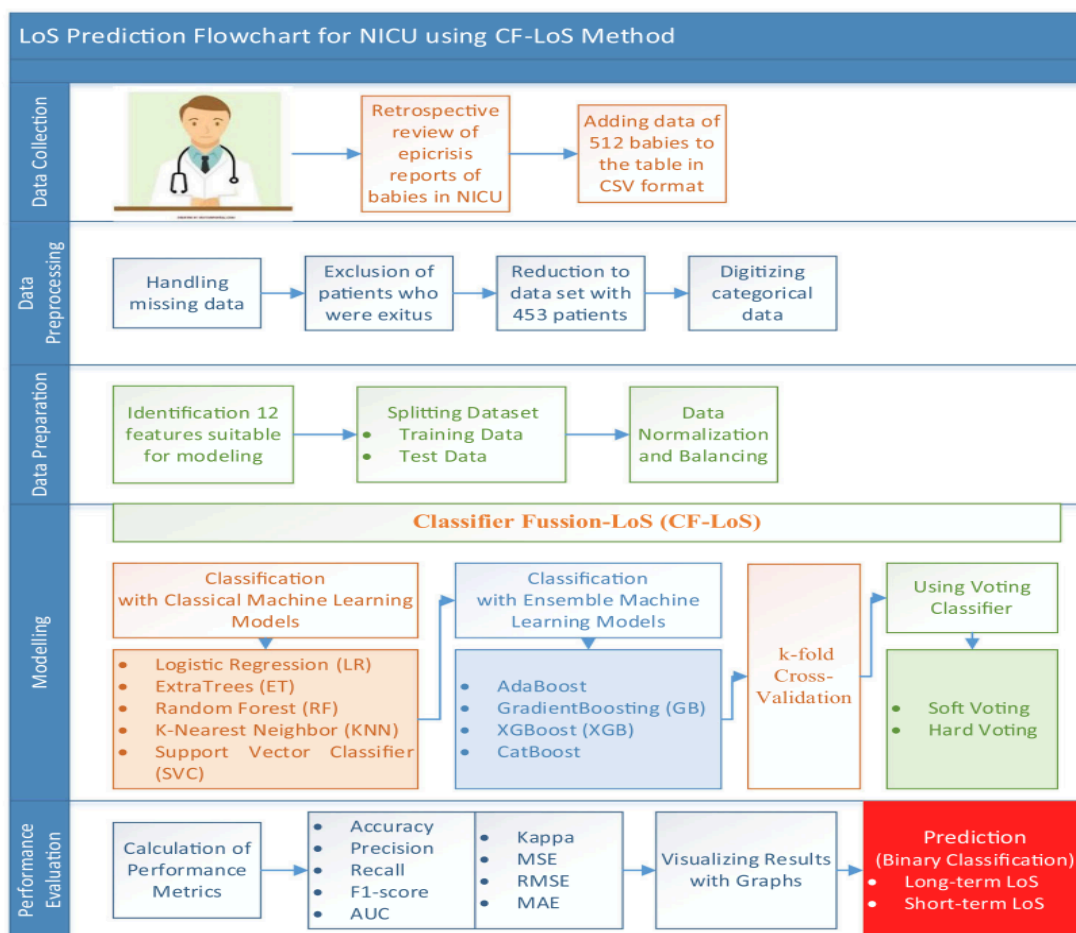 LoS Prediction Flowchart for NICU using CF-LoS Method
Data Collection
Retrospective
review of
epicrisis
reports of
babies in NICU
Adding data of
512 babies to
the table in
CSV format
Data
Preprocessing
Handling
missing data
Exclusion of
patients who
were exitus
Reduction to
data set with
453 patients
Digitizing
categorical
data
Data Preparation
Identification 12
features suitable
for modeling
Splitting Dataset
• Training Data
• Test Data
Data
Normalization
and Balancing
Modelling
Classifier Fussion-LoS (CF-LoS)
Classification
with Classical Machine Learning
Models
• Logistic Regression (LR)
• ExtraTrees (ET)
• Random Forest (RF)
• K-Nearest Neighbor (KNN)
• Support Vector Classifier
(SVC)
Classification
with Ensemble Machine
Learning Models
• AdaBoost
• GradientBoosting (GB)
• XGBoost (XGB)
• CatBoost
k-fold
Cross-
Validation
Using Voting
Classifier
• Soft Voting
• Hard Voting
Performance
Evaluation
Calculation of
Performance
Metrics
• Accuracy
• Precision
• Recall
• F1-score
• AUC
• Kappa
• MSE
• RMSE
• MAE
Visualizing Results
with Graphs
Prediction
(Binary Classification)
• Long-term LoS
• Short-term LoS